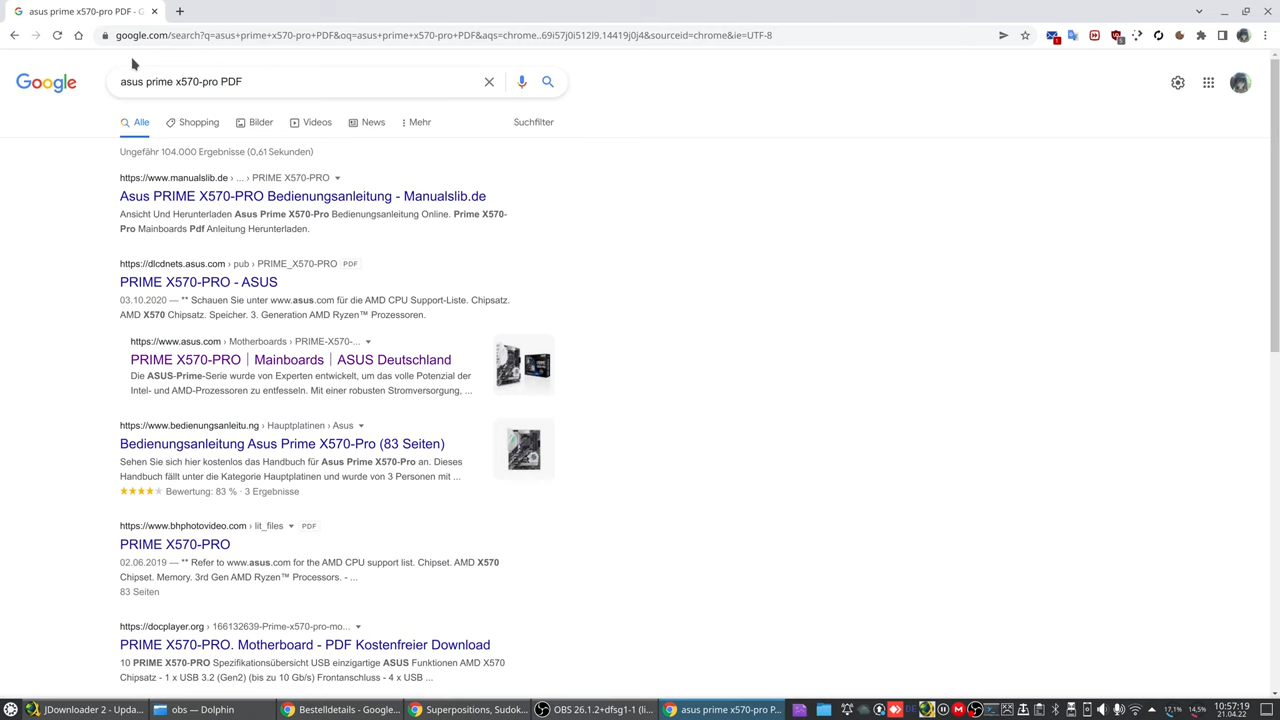 asus prime x570-pro PDF - G
google.com/search?q=asus+prime+x570-pro+PDF&oq=asus+prime+x570-pro+PDF&aqs=chrome..69i57j0i512l9.14419j0j4&sourceid=chrome&ie=UTF-8
Google
asus prime x570-pro PDF
Alle
Shopping
Bilder
Videos
News
Mehr
Suchfilter
Ungefähr 104.000 Ergebnisse (0,61 Sekunden)
https://www.manualslib.de › ... › PRIME X570-PRO
Asus PRIME X570-PRO Bedienungsanleitung - Manualslib.de
Ansicht Und Herunterladen Asus Prime X570-Pro Bedienungsanleitung Online. Prime X570-
Pro Mainboards Pdf Anleitung Herunterladen.
https://dlcdnets.asus.com › pub › PRIME_X570-PRO PDF
PRIME X570-PRO - ASUS
03.10.2020 — ** Schauen Sie unter www.asus.com für die AMD CPU Support-Liste. Chipsatz.
AMD X570 Chipsatz. Speicher. 3. Generation AMD Ryzen™ Prozessoren.
https://www.asus.com › Motherboards › PRIME-X570-...
PRIME X570-PRO | Mainboards | ASUS Deutschland
Die ASUS-Prime-Serie wurde von Experten entwickelt, um das volle Potenzial der
Intel- und AMD-Prozessoren zu entfesseln. Mit einer robusten Stromversorgung, ...
https://www.bedienungsanleitu.ng › Hauptplatinen › Asus
Bedienungsanleitung Asus Prime X570-Pro (83 Seiten)
Sehen Sie sich hier kostenlos das Handbuch für Asus Prime X570-Pro an. Dieses
Handbuch fällt unter die Kategorie Hauptplatinen und wurde von 3 Personen mit ...
Bewertung: 83 % · 3 Ergebnisse
https://www.bhphotovideo.com › lit_files PDF
PRIME X570-PRO
02.06.2019 — ** Refer to www.asus.com for the AMD CPU support list. Chipset. AMD X570
Chipset. Memory. 3rd Gen AMD Ryzen™ Processors. - ...
83 Seiten
https://docplayer.org › 166132639-Prime-x570-pro-mo...
PRIME X570-PRO. Motherboard - PDF Kostenfreier Download
10 PRIME X570-PRO Spezifikationsübersicht USB einzigartige ASUS Funktionen AMD X570
Chipsatz - 1 x USB 3.2 (Gen2) (bis zu 10 Gb/s) Frontanschluss - 4 x USB ...
JDownloader 2 - Upda...
obs — Dolphin
Bestelldetails - Google...
Superpositions, Sudok...
OBS 26.1.2+dfsg1-1 (li...
asus prime x570-pro P...
DE
17,1%
14,5%
10:57:19
21.04.22